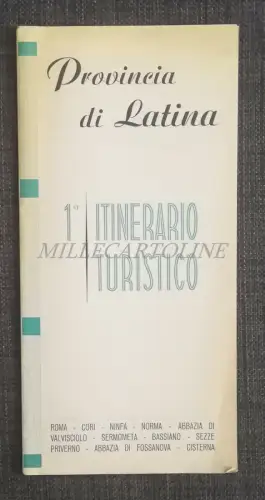 Provincia
di Latina
1° ITINERARIO
MILLECARTOLINE
TURISTICO
ROMA - CORI - NINFA - NORMA - ABBAZIA DI
VALVISCIOLO - SERMONETA - BASSIANO - SEZZE
PRIVERNO - ABBAZIA DI FOSSANOVA - CISTERNA